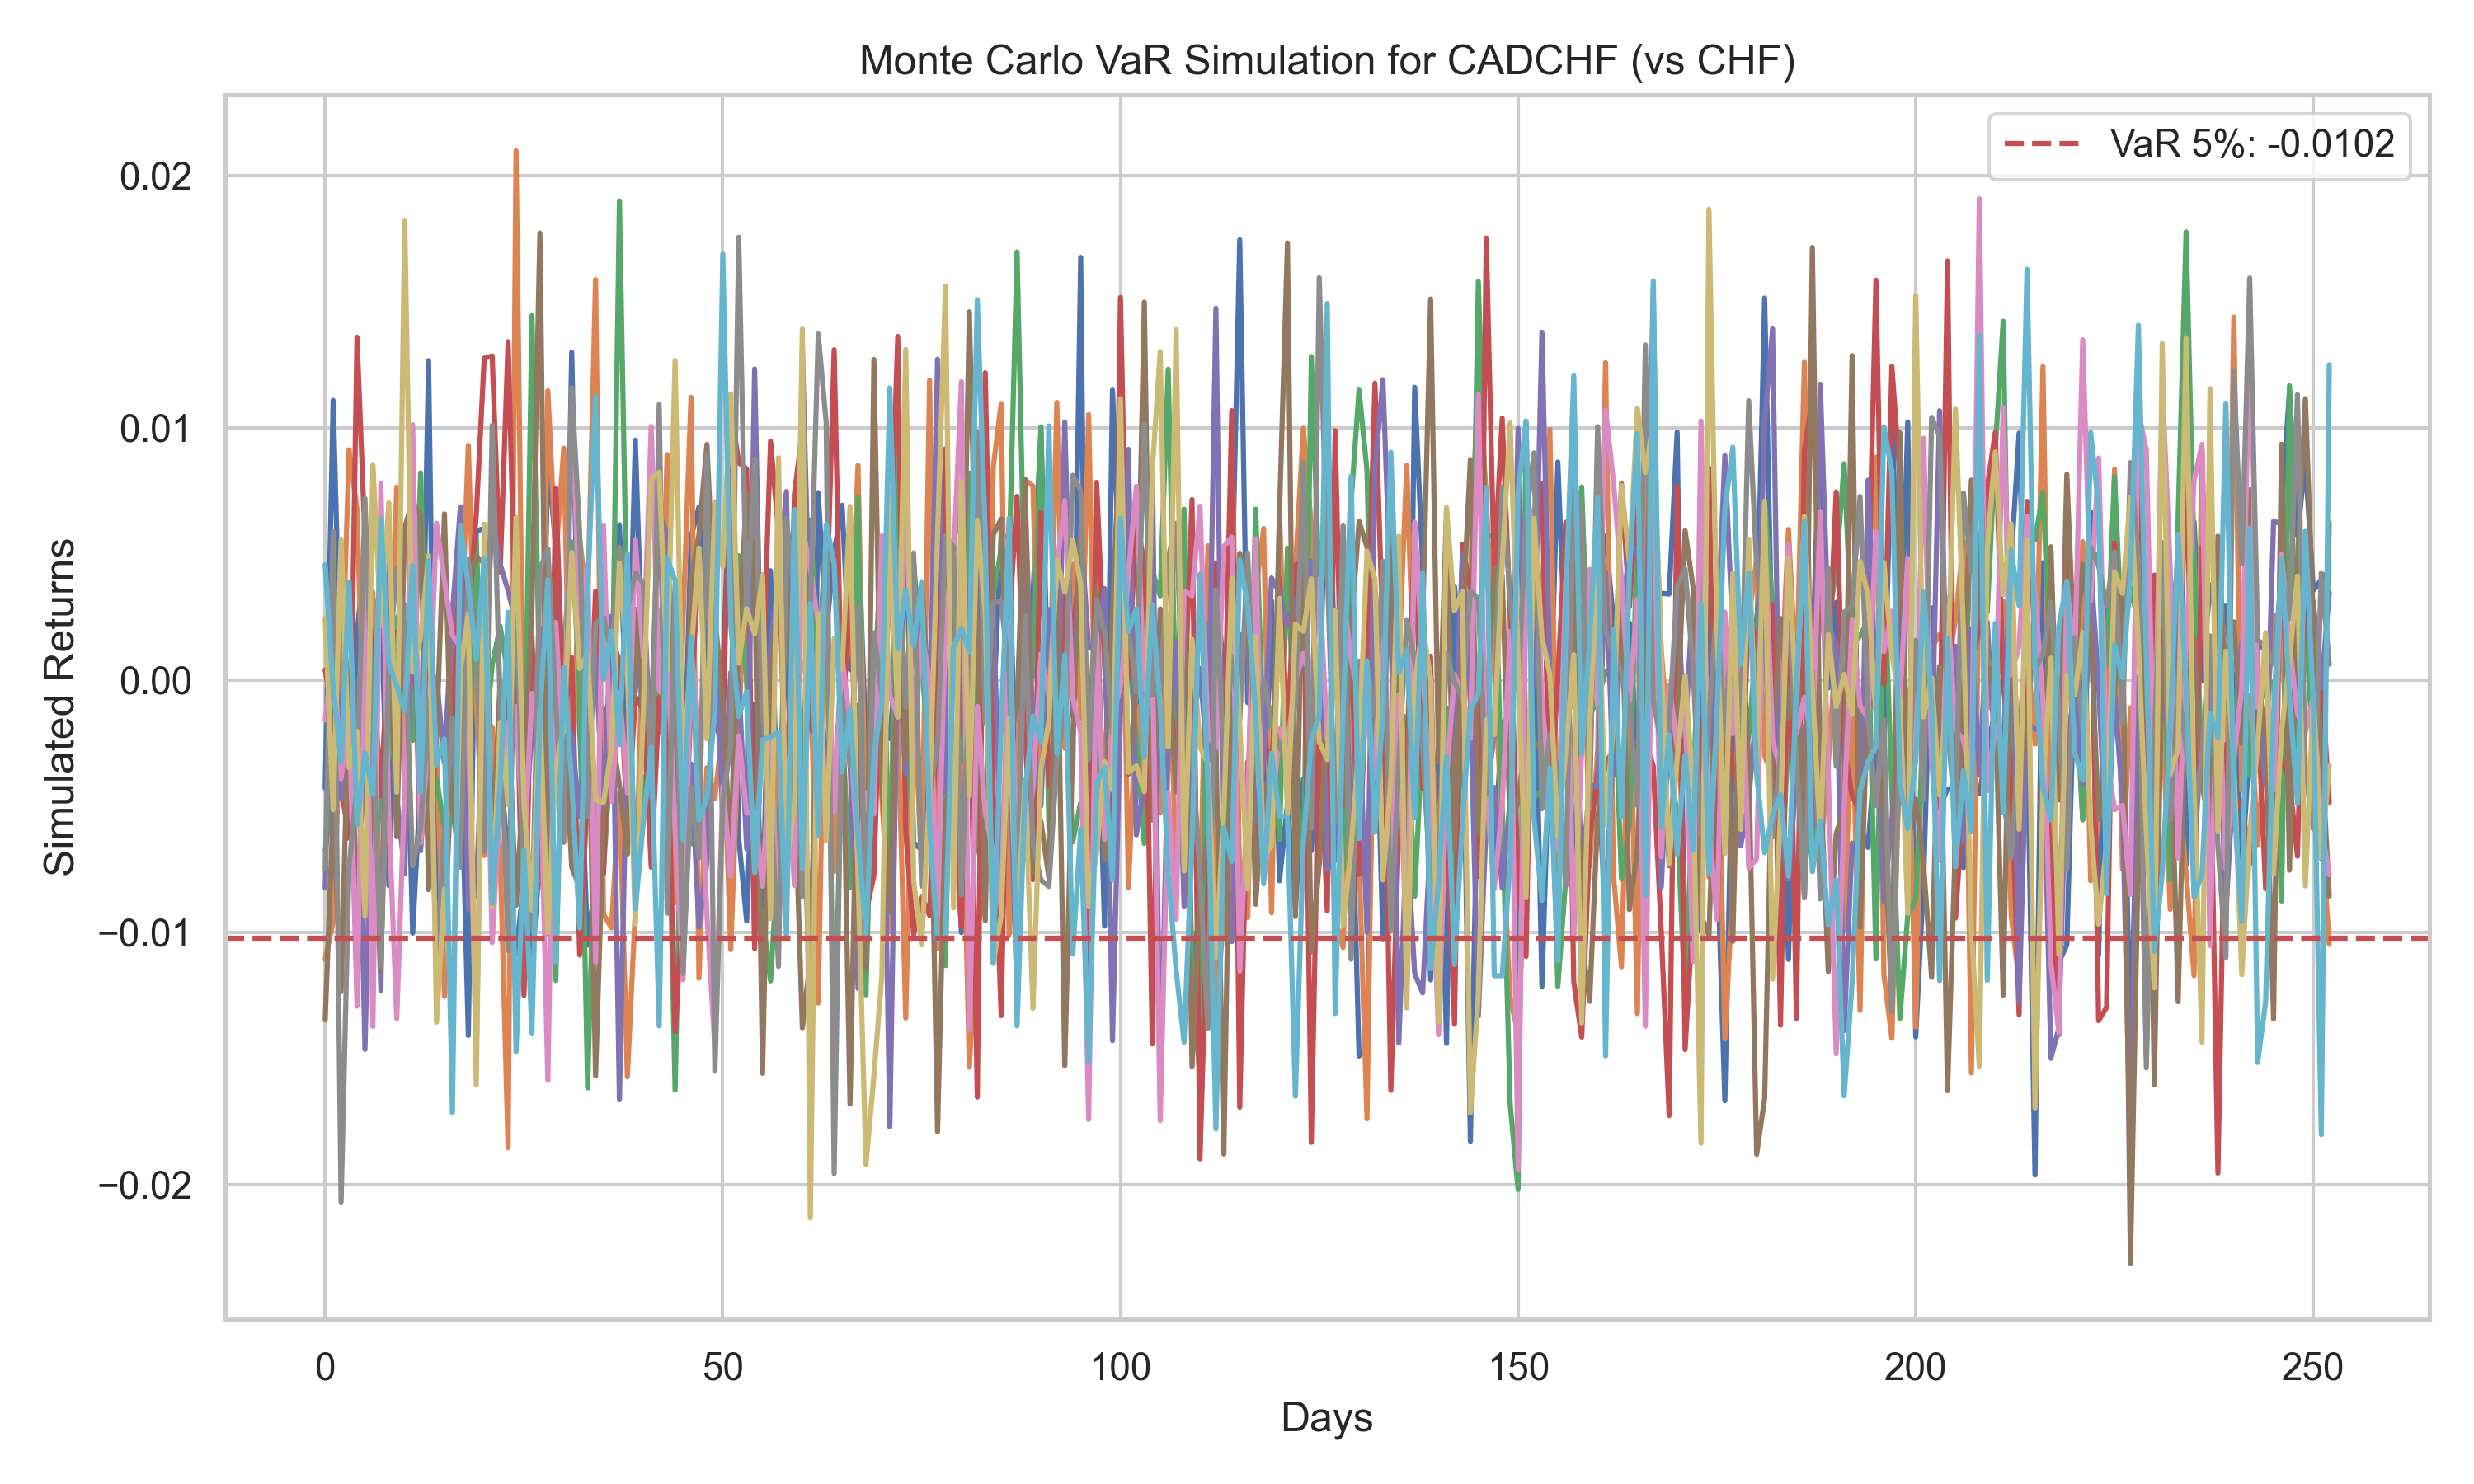 Monte Carlo VaR Simulation for CADCHF (vs CHF)
VaR 5%: -0.0102
Simulated Returns
0.02
0.01
0.00
−0.01
−0.02
0 50 100 150 200 250
Days